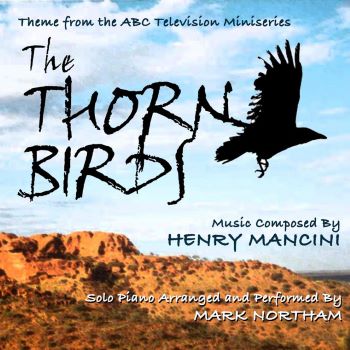 Theme from the ABC Television Miniseries
The
THORN
BIRDS
Music Composed By
HENRY MANCINI
Solo Piano Arranged and Performed By
MARK NORTHAM